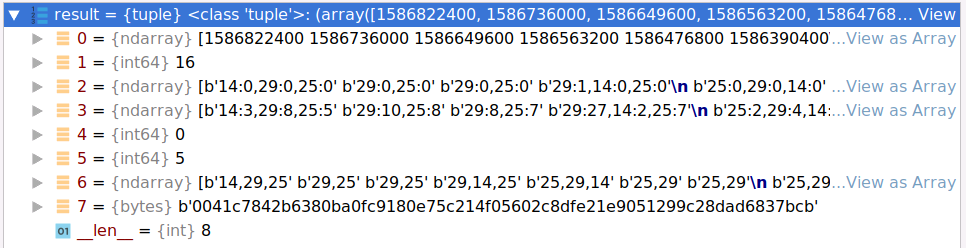 result = {tuple} <class 'tuple'>: (array([1586822400, 1586736000, 1586649600, 1586563200, 15864768... View
0 = {ndarray} [1586822400 1586736000 1586649600 1586563200 1586476800 1586390400 ...View as Array
1 = {int64} 16
2 = {ndarray} [b'14:0,29:0,25:0' b'29:0,25:0' b'29:0,25:0' b'29:1,14:0,25:0'\n b'25:0,29:0,14:0' ...View as Array
3 = {ndarray} [b'14:3,29:8,25:5' b'29:10,25:8' b'29:8,25:7' b'29:27,14:2,25:7'\n b'25:2,29:4,14: ...View as Array
4 = {int64} 0
5 = {int64} 5
6 = {ndarray} [b'14,29,25' b'29,25' b'29,25' b'29,14,25' b'25,29,14' b'25,29' b'25,29'\n b'25,29 ...View as Array
7 = {bytes} b'0041c7842b6380ba0fc9180e75c214f05602c8dfe21e9051299c28dad6837bcb'
01 __len__ = {int} 8